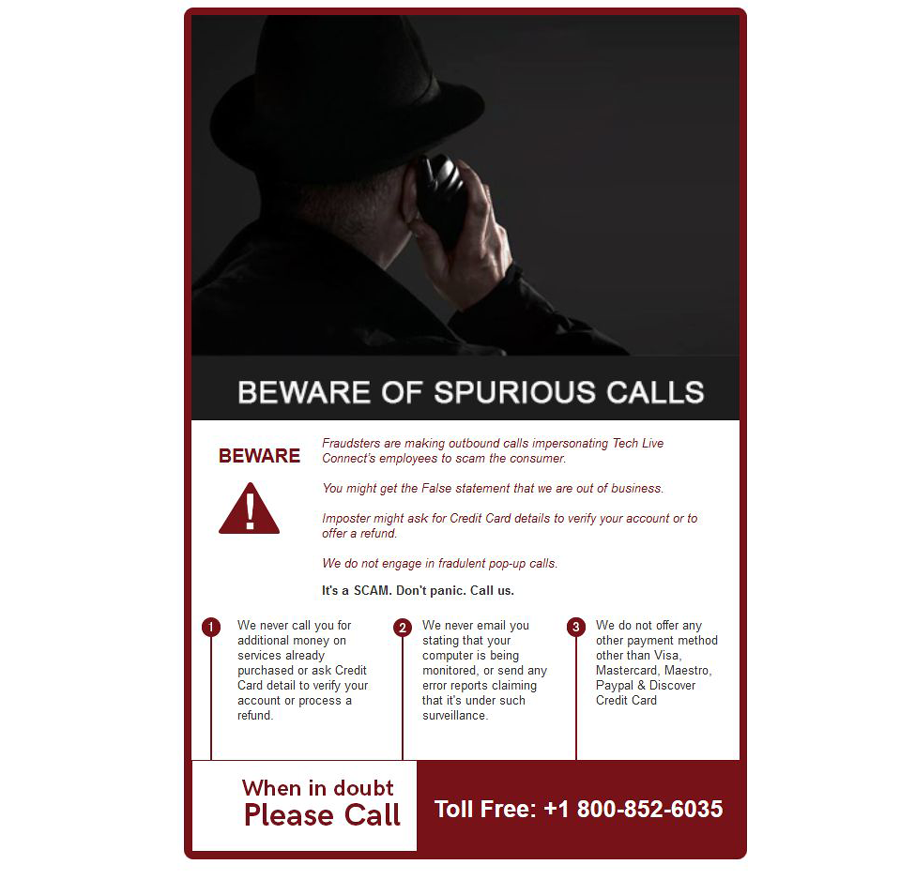 BEWARE OF SPURIOUS CALLS
BEWARE
Fraudsters are making outbound calls impersonating Tech Live
Connect's employees to scam the consumer.
You might get the False statement that we are out of business.
Imposter might ask for Credit Card details to verify your account or to
offer a refund.
We do not engage in fradulent pop-up calls.
It's a SCAM. Don't panic. Call us.
1
We never call you for
additional money on
services already
purchased or ask Credit
Card detail to verify your
account or process a
refund.
2
We never email you
stating that your
computer is being
monitored, or send any
error reports claiming
that it's under such
surveillance.
3
We do not offer any
other payment method
other than Visa,
Mastercard, Maestro,
Paypal & Discover
Credit Card
When in doubt
Please Call
Toll Free: +1 800-852-6035